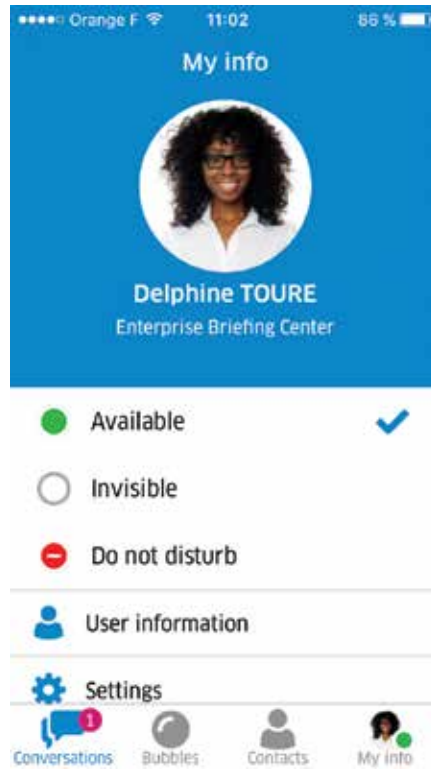 Orange F 11:02 86 %
My info
Delphine TOURE
Enterprise Briefing Center
Available
Invisible
Do not disturb
User information
Settings
1
Conversations Bubbles Contacts My info